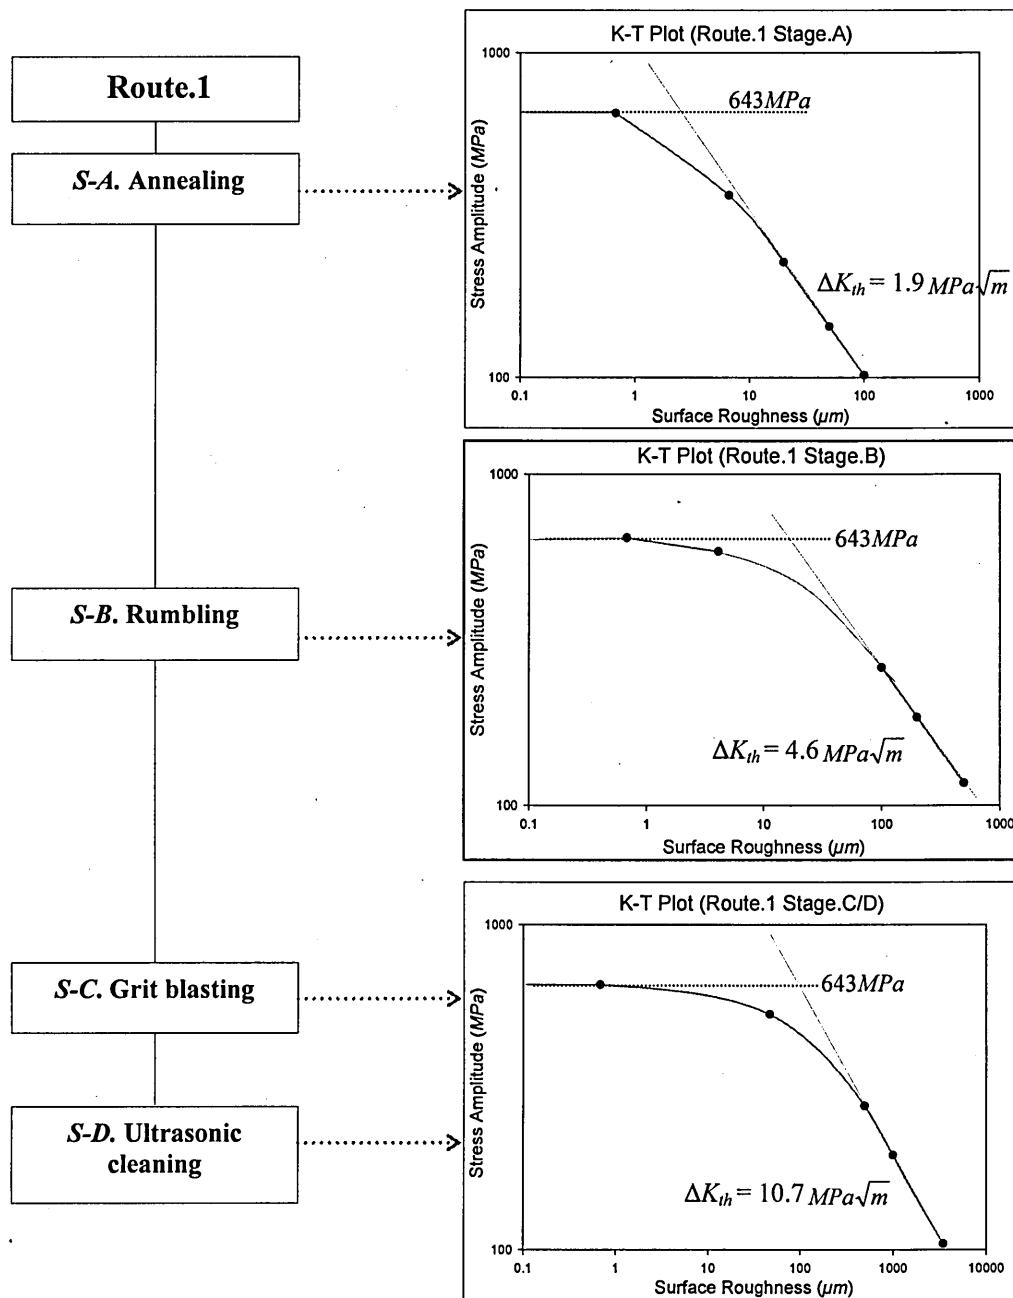 Route.1
S-A. Annealing
S-B. Rumbling
S-C. Grit blasting
S-D. Ultrasonic
cleaning
K-T Plot (Route.1 Stage.A)
1000
643MPa
Stress Amplitude (MPa)
ΔKth = 1.9 MPa√m
100
0.1 1 10 100 1000
Surface Roughness (µm)
K-T Plot (Route.1 Stage.B)
1000
643MPa
Stress Amplitude (MPa)
ΔKth = 4.6 MPa√m
100
0.1 1 10 100 1000
Surface Roughness (µm)
K-T Plot (Route.1 Stage.C/D)
1000
643MPa
Stress Amplitude (MPa)
ΔKth = 10.7 MPa√m
100
0.1 1 10 100 1000 10000
Surface Roughness (µm)